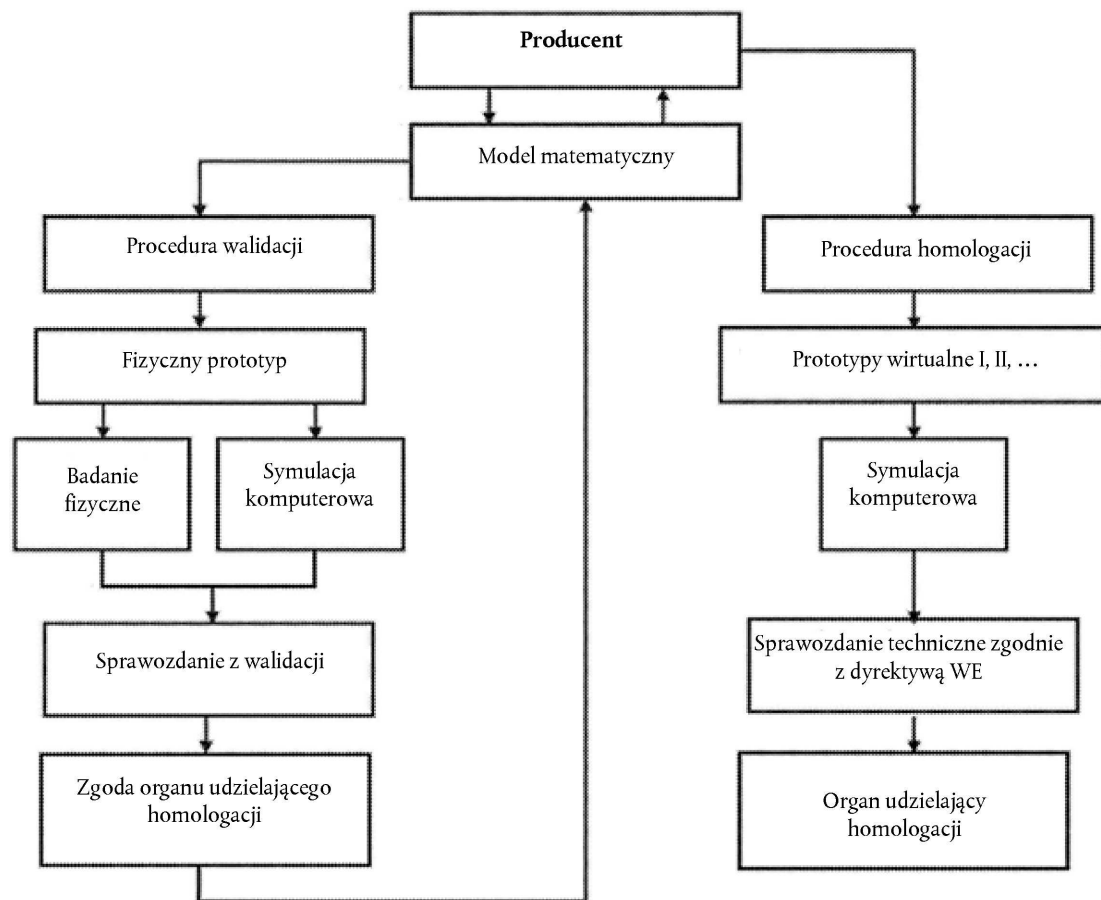 Producent
Model matematyczny
Procedura walidacji
Fizyczny prototyp
Badanie
fizyczne
Symulacja
komputerowa
Sprawozdanie z walidacji
Zgoda organu udzielającego
homologacji
Procedura homologacji
Prototypy wirtualne I, II, …
Symulacja
komputerowa
Sprawozdanie techniczne zgodnie
z dyrektywą WE
Organ udzielający
homologacji